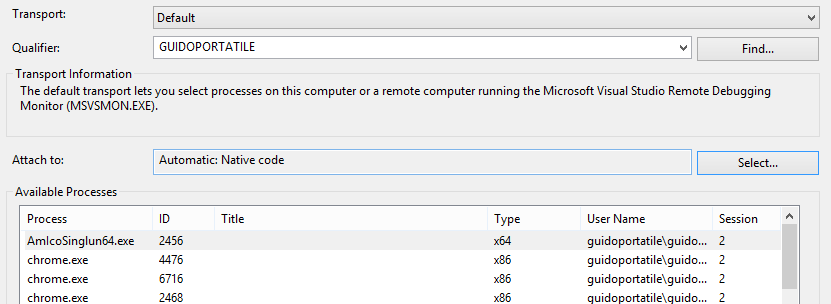 Transport: Default
Qualifier: GUIDOPORTATILE Find...
Transport Information
The default transport lets you select processes on this computer or a remote computer running the Microsoft Visual Studio Remote Debugging
Monitor (MSVSMON.EXE).
Attach to: Automatic: Native code Select...
Available Processes
Process ID Title Type User Name Session
AmIcoSinglun64.exe 2456 x64 guidoportatile\guido... 2
chrome.exe 4476 x86 guidoportatile\guido... 2
chrome.exe 6716 x86 guidoportatile\guido... 2
chrome.exe 2468 x86 guidoportatile\guido... 2